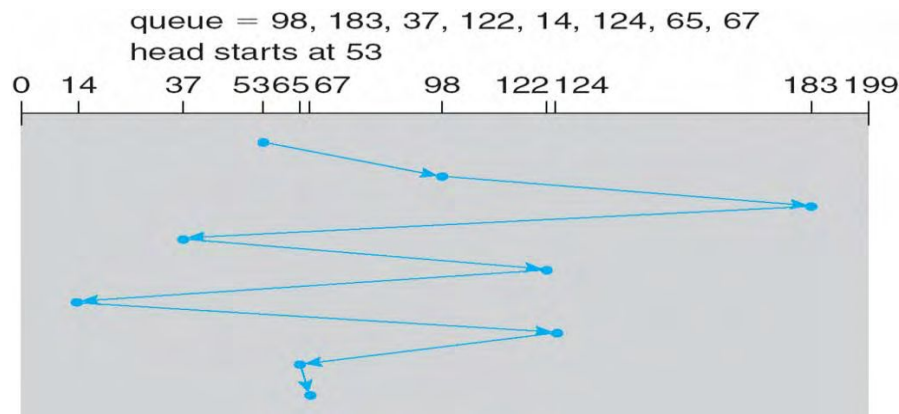 queue = 98, 183, 37, 122, 14, 124, 65, 67
head starts at 53
0 14 37 53 65 67 98 122 124 183 199